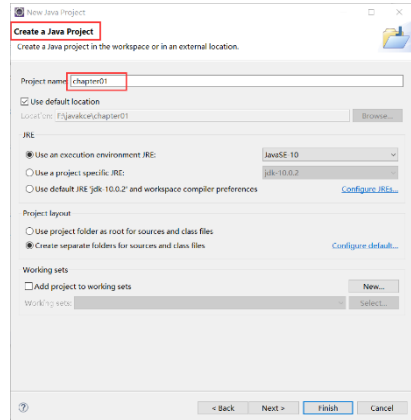 New Java Project
Create a Java Project
Create a Java project in the workspace or in an external location.
Project name: chapter01
Use default location
Location: F:\javakce\chapter01 Browse...
JRE
Use an execution environment JRE: JavaSE-10
Use a project specific JRE: jdk-10.0.2
Use default JRE 'jdk-10.0.2' and workspace compiler preferences Configure JREs...
Project layout
Use project folder as root for sources and class files
Create separate folders for sources and class files Configure default...
Working sets
Add project to working sets New...
Working sets: Select...
? < Back Next > Finish Cancel